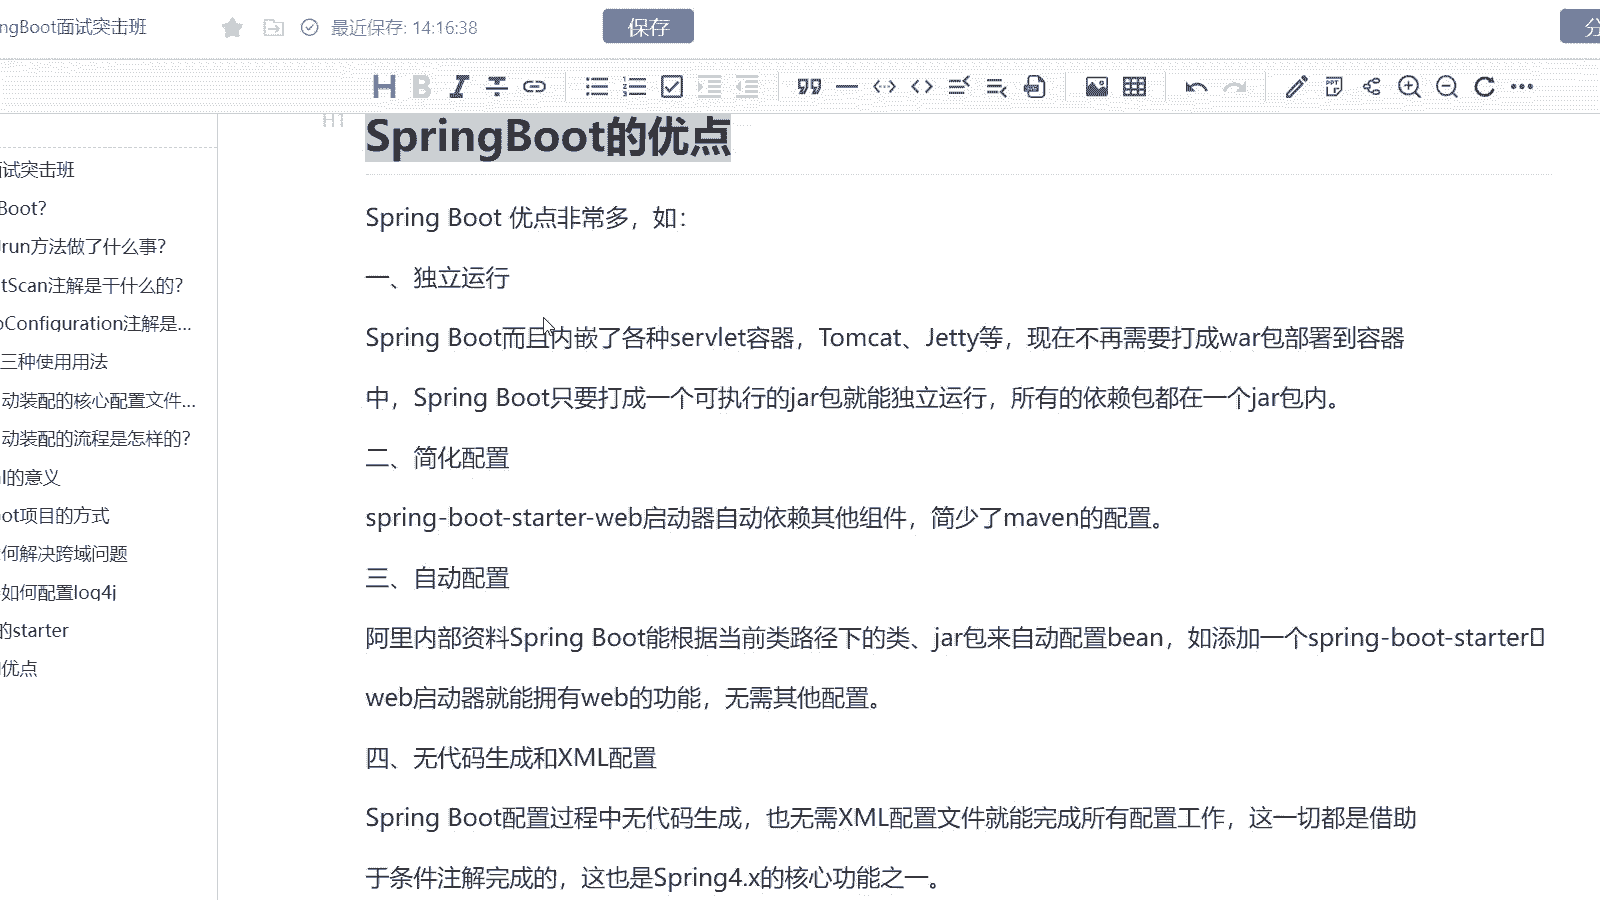 ngBoot面试突击班
最近保存: 14:16:38
保存
分
H1
SpringBoot的优点
面试突击班
Boot?
run方法做了什么事?
tScan注解是干什么的?
oConfiguration注解是...
三种使用用法
动装配的核心配置文件...
动装配的流程是怎样的?
l的意义
ot项目的方式
何解决跨域问题
如何配置log4j
的starter
优点
Spring Boot 优点非常多，如：
一、独立运行
Spring Boot而且内嵌了各种servlet容器，Tomcat、Jetty等，现在不再需要打成war包部署到容器
中，Spring Boot只要打成一个可执行的jar包就能独立运行，所有的依赖包都在一个jar包内。
二、简化配置
spring-boot-starter-web启动器自动依赖其他组件，简少了maven的配置。
三、自动配置
阿里内部资料Spring Boot能根据当前类路径下的类、jar包来自动配置bean，如添加一个spring-boot-starter
web启动器就能拥有web的功能，无需其他配置。
四、无代码生成和XML配置
Spring Boot配置过程中无代码生成，也无需XML配置文件就能完成所有配置工作，这一切都是借助
于条件注解完成的，这也是Spring4.x的核心功能之一。